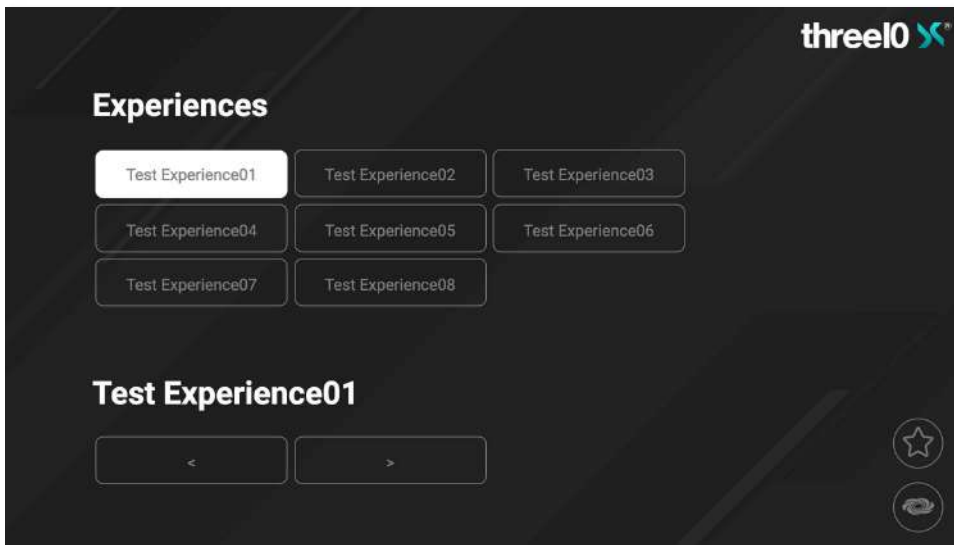 threel0 ®
Experiences
Test Experience01 Test Experience02 Test Experience03
Test Experience04 Test Experience05 Test Experience06
Test Experience07 Test Experience08
Test Experience01
< >